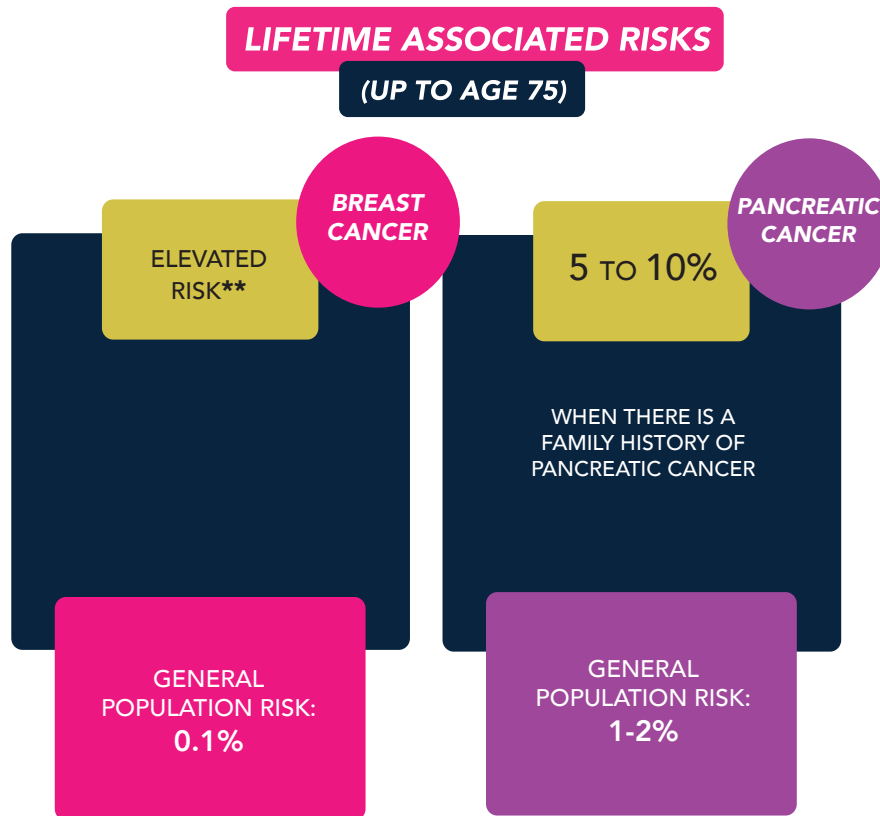 LIFETIME ASSOCIATED RISKS
(UP TO AGE 75)
BREAST
CANCER
ELEVATED
RISK**
GENERAL
POPULATION RISK:
0.1%
PANCREATIC
CANCER
5 TO 10%
WHEN THERE IS A
FAMILY HISTORY OF
PANCREATIC CANCER
GENERAL
POPULATION RISK:
1-2%